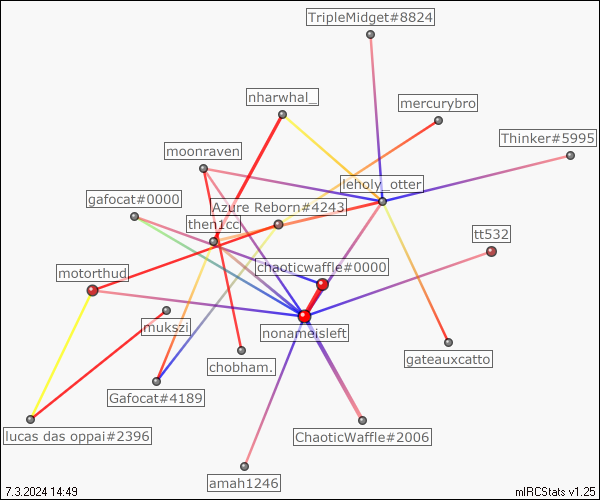 TripleMidget#8824
nharwhal_
mercurybro
Thinker#5995
moonraven
leholy_otter
gafocat#0000
Azure Reborn#4243
then1cc
tt532
chaoticwaffle#0000
motorthud
mukszi
nonameisleft
chobham.
gateauxcatto
Gafocat#4189
lucas das oppai#2396
ChaoticWaffle#2006
amah1246
7.3.2024 14:49
mIRCStats v1.25